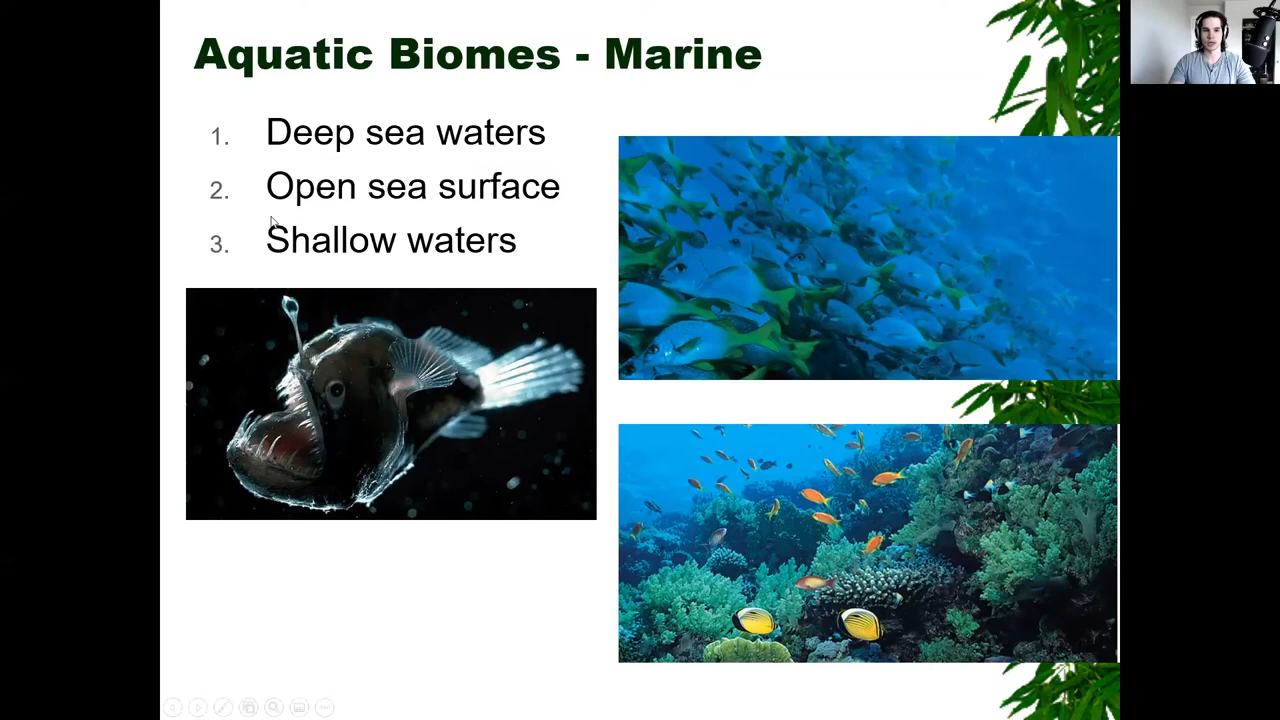 Aquatic Biomes - Marine
1. Deep sea waters
2. Open sea surface
3. Shallow waters